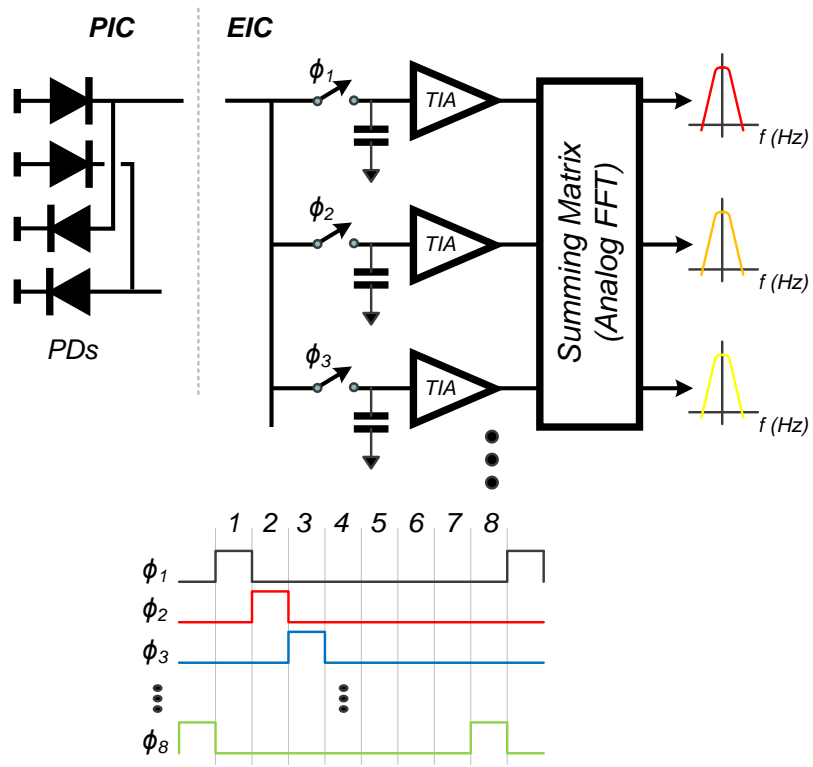 PIC
EIC
ϕ1
TIA
f (Hz)
ϕ2
TIA
f (Hz)
ϕ3
TIA
f (Hz)
Summing Matrix
(Analog FFT)
PDs
1 2 3 4 5 6 7 8
ϕ1
ϕ2
ϕ3
ϕ8